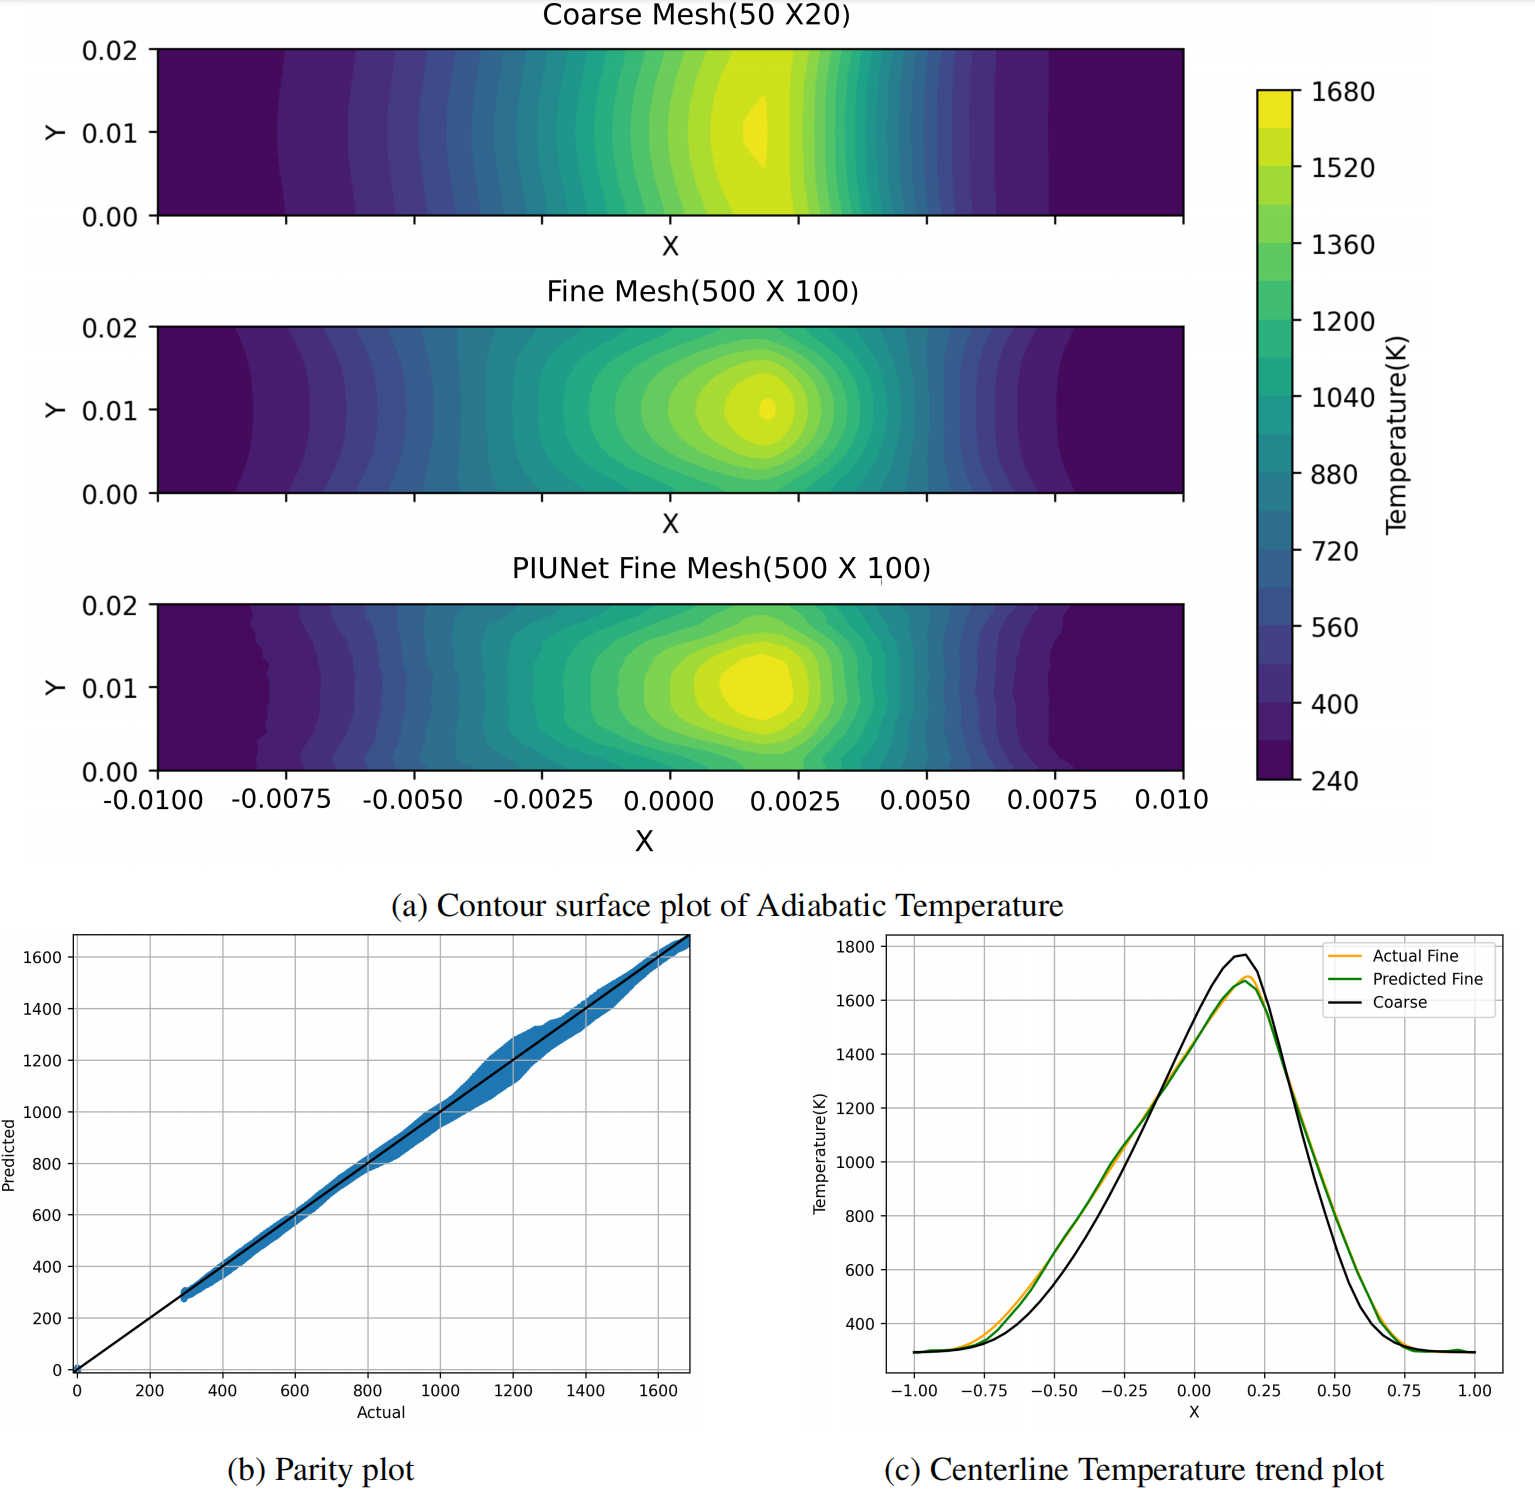 Coarse Mesh(50 X20)
0.02
0.01
0.00
Y
X
Fine Mesh(500 X 100)
0.02
0.01
0.00
Y
X
PIUNet Fine Mesh(500 X 100)
0.02
0.01
0.00
Y
-0.0100 -0.0075 -0.0050 -0.0025 0.0000 0.0025 0.0050 0.0075 0.010
X
1680
1520
1360
1200
1040
880
720
560
400
240
Temperature(K)
(a) Contour surface plot of Adiabatic Temperature
1600
1400
1200
1000
800
600
400
200
0
Predicted
0 200 400 600 800 1000 1200 1400 1600
Actual
(b) Parity plot
1800
1600
1400
1200
1000
800
600
400
Temperature(K)
Actual Fine
Predicted Fine
Coarse
−1.00 −0.75 −0.50 −0.25 0.00 0.25 0.50 0.75 1.00
X
(c) Centerline Temperature trend plot